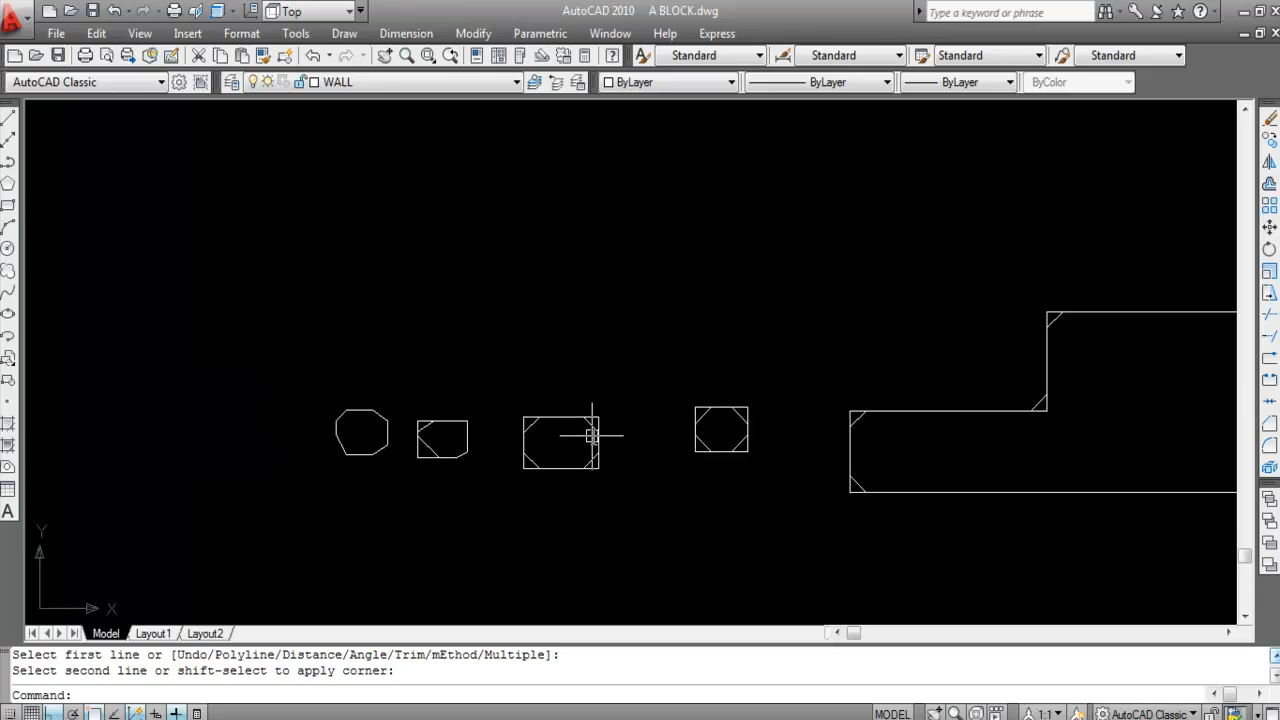 Top
AutoCAD 2010 A BLOCK.dwg
Type a keyword or phrase
File Edit View Insert Format Tools Draw Dimension Modify Parametric Window Help Express
Standard Standard Standard Standard
AutoCAD Classic WALL ByLayer ByLayer ByLayer ByColor
Y
X
A
Model Layout1 Layout2
Select first line or [Undo/Polyline/Distance/Angle/Trim/mEthod/Multiple]:
Select second line or shift-select to apply corner:
Command:
MODEL 1:1 AutoCAD Classic